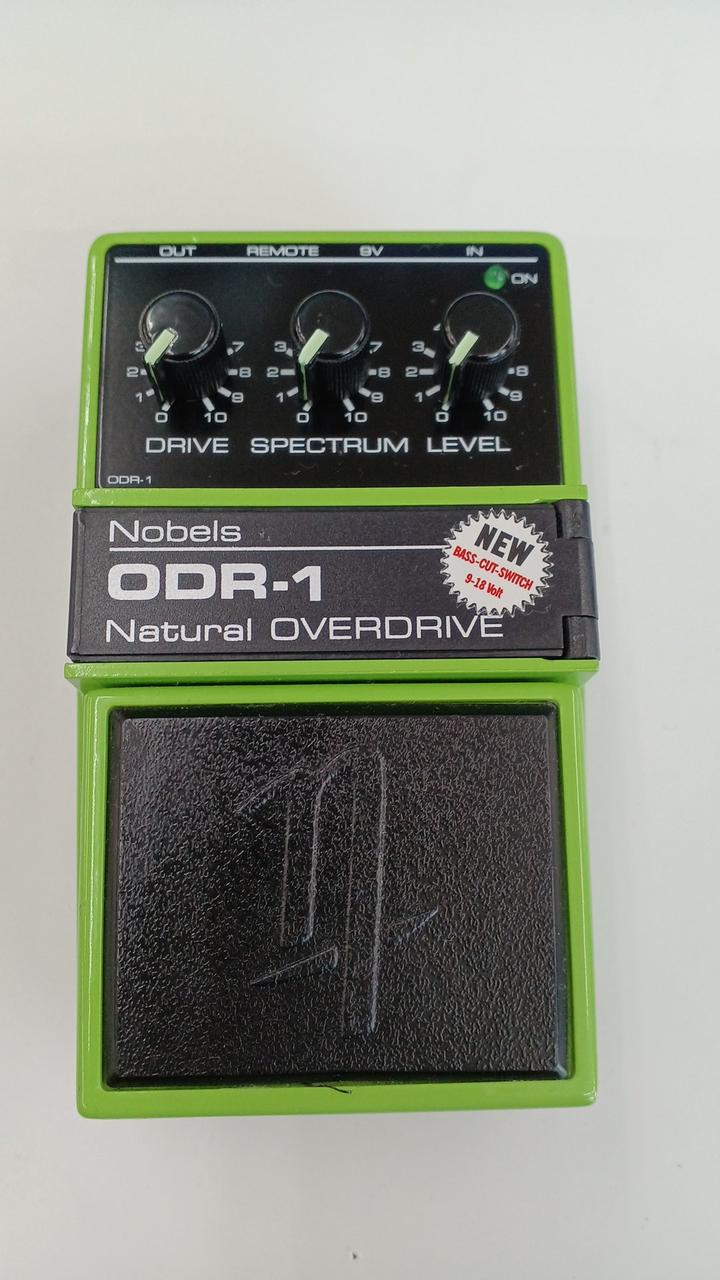 OUT REMOTE 9V IN
ON
3 7 3 7 3
2 8 2 8 2 8
1 9 1 9 1 9
0 10 0 10 0 10
DRIVE SPECTRUM LEVEL
ODR-1
Nobels
ODR-1
Natural OVERDRIVE
NEW
BASS-CUT-SWITCH
9-18 Volt